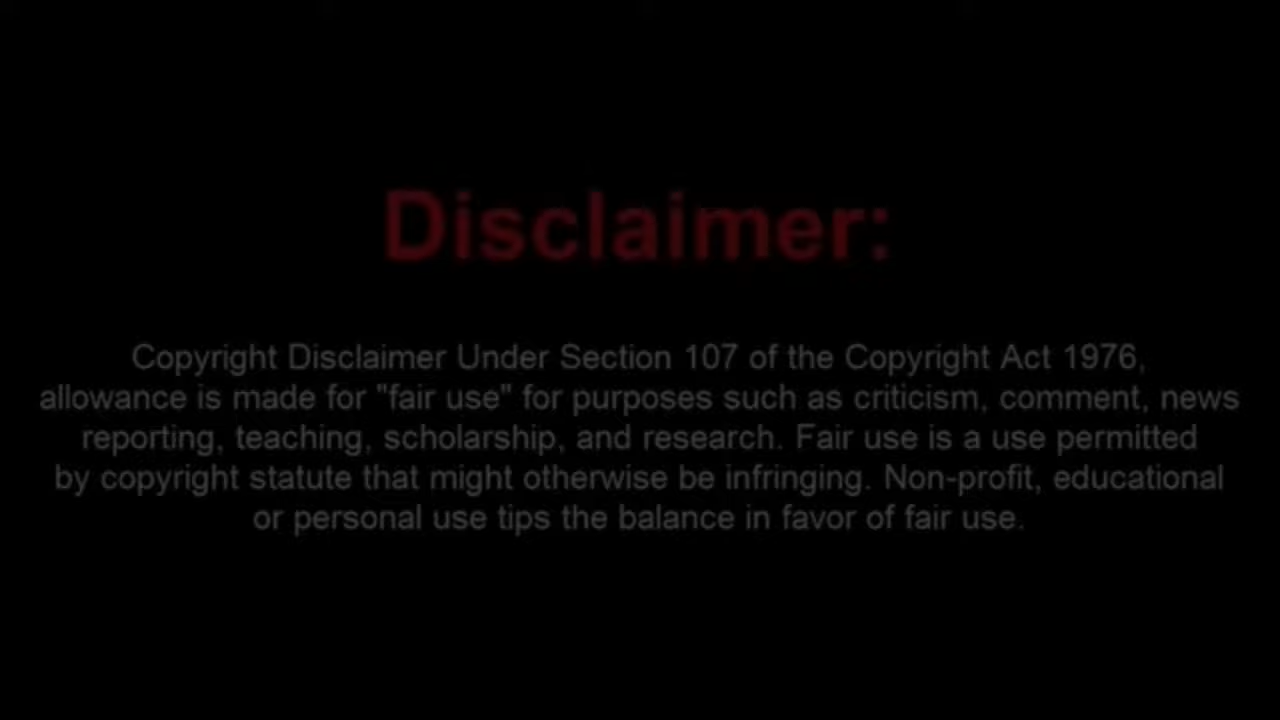 Disclaimer:
Copyright Disclaimer Under Section 107 of the Copyright Act 1976,
allowance is made for "fair use" for purposes such as criticism, comment, news
reporting, teaching, scholarship, and research. Fair use is a use permitted
by copyright statute that might otherwise be infringing. Non-profit, educational
or personal use tips the balance in favor of fair use.